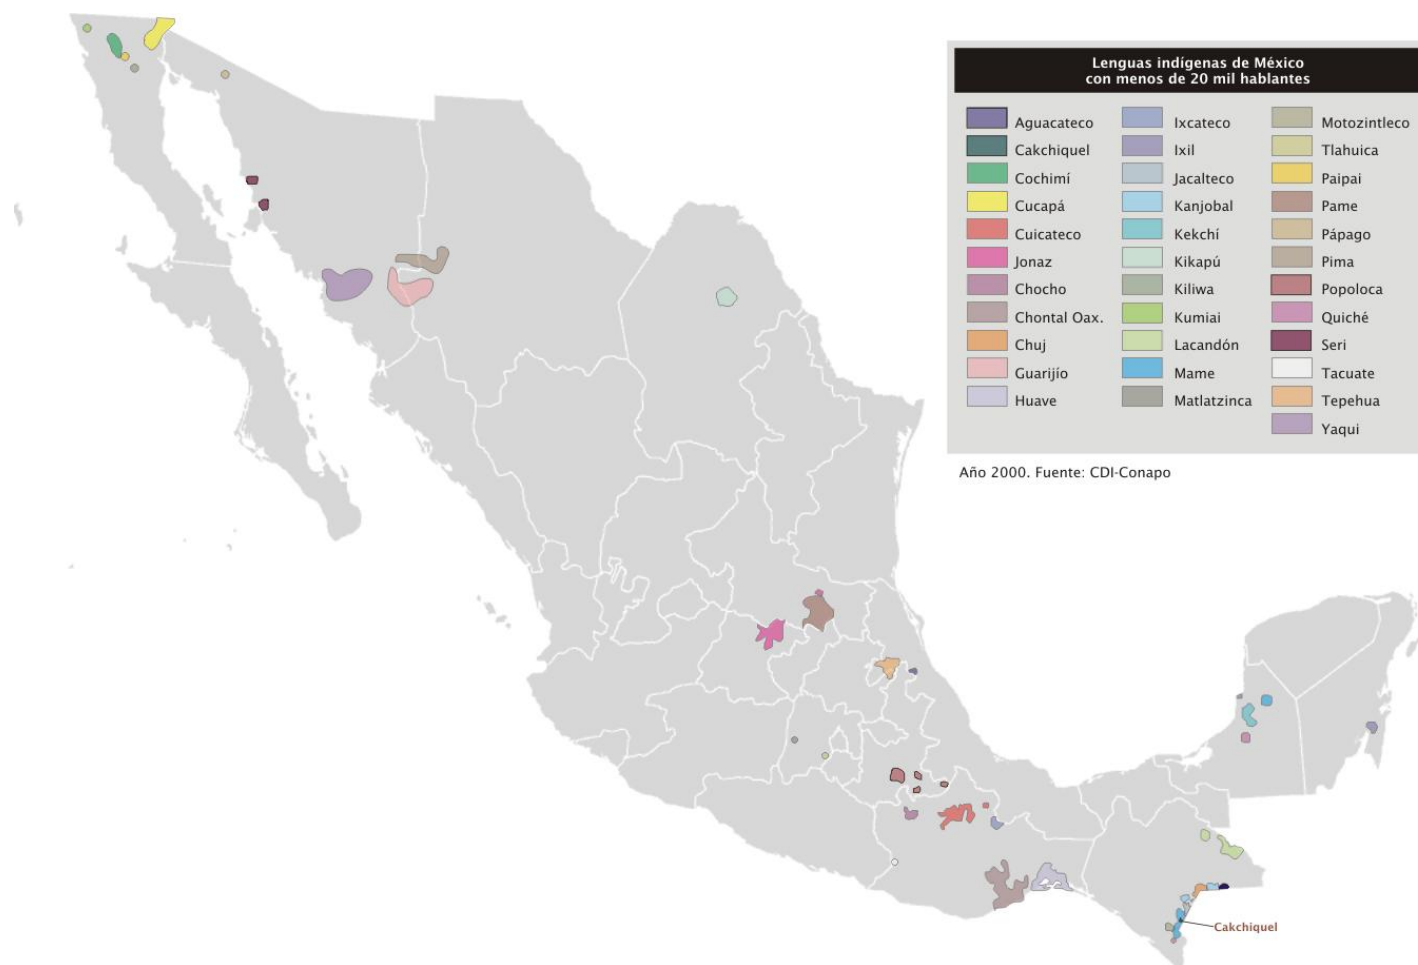 Lenguas indígenas de México
con menos de 20 mil hablantes
Aguacateco
Cakchiquel
Cochimí
Cucapá
Cuicateco
Jonaz
Chocho
Chontal Oax.
Chuj
Guarijío
Huave
Ixcateco
Ixil
Jacalteco
Kanjobal
Kekchí
Kikapú
Kiliwa
Kumiai
Lacandón
Mame
Matlatzinca
Motozintleco
Tlahuica
Paipai
Pame
Pápago
Pima
Popoloca
Quiché
Seri
Tacuate
Tepehua
Yaqui
Año 2000. Fuente: CDI-Conapo
Cakchiquel